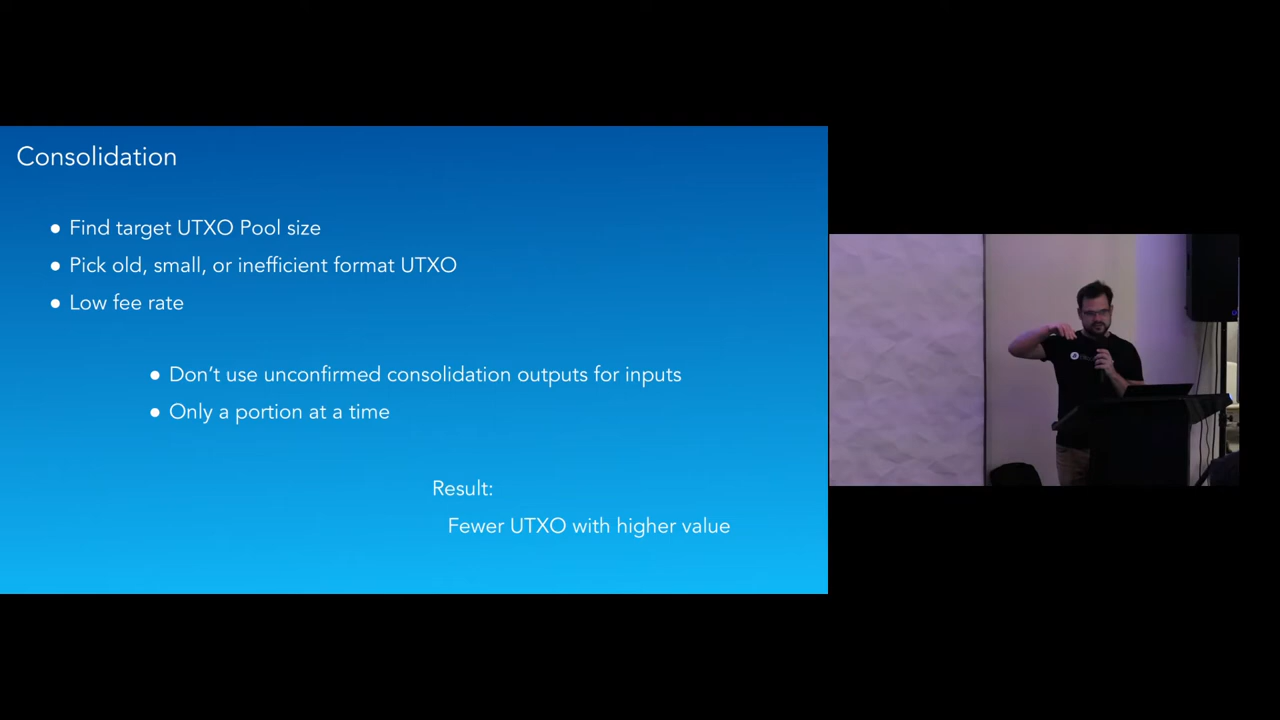 Consolidation
● Find target UTXO Pool size
● Pick old, small, or inefficient format UTXO
● Low fee rate
● Don’t use unconfirmed consolidation outputs for inputs
● Only a portion at a time
Result:
Fewer UTXO with higher value